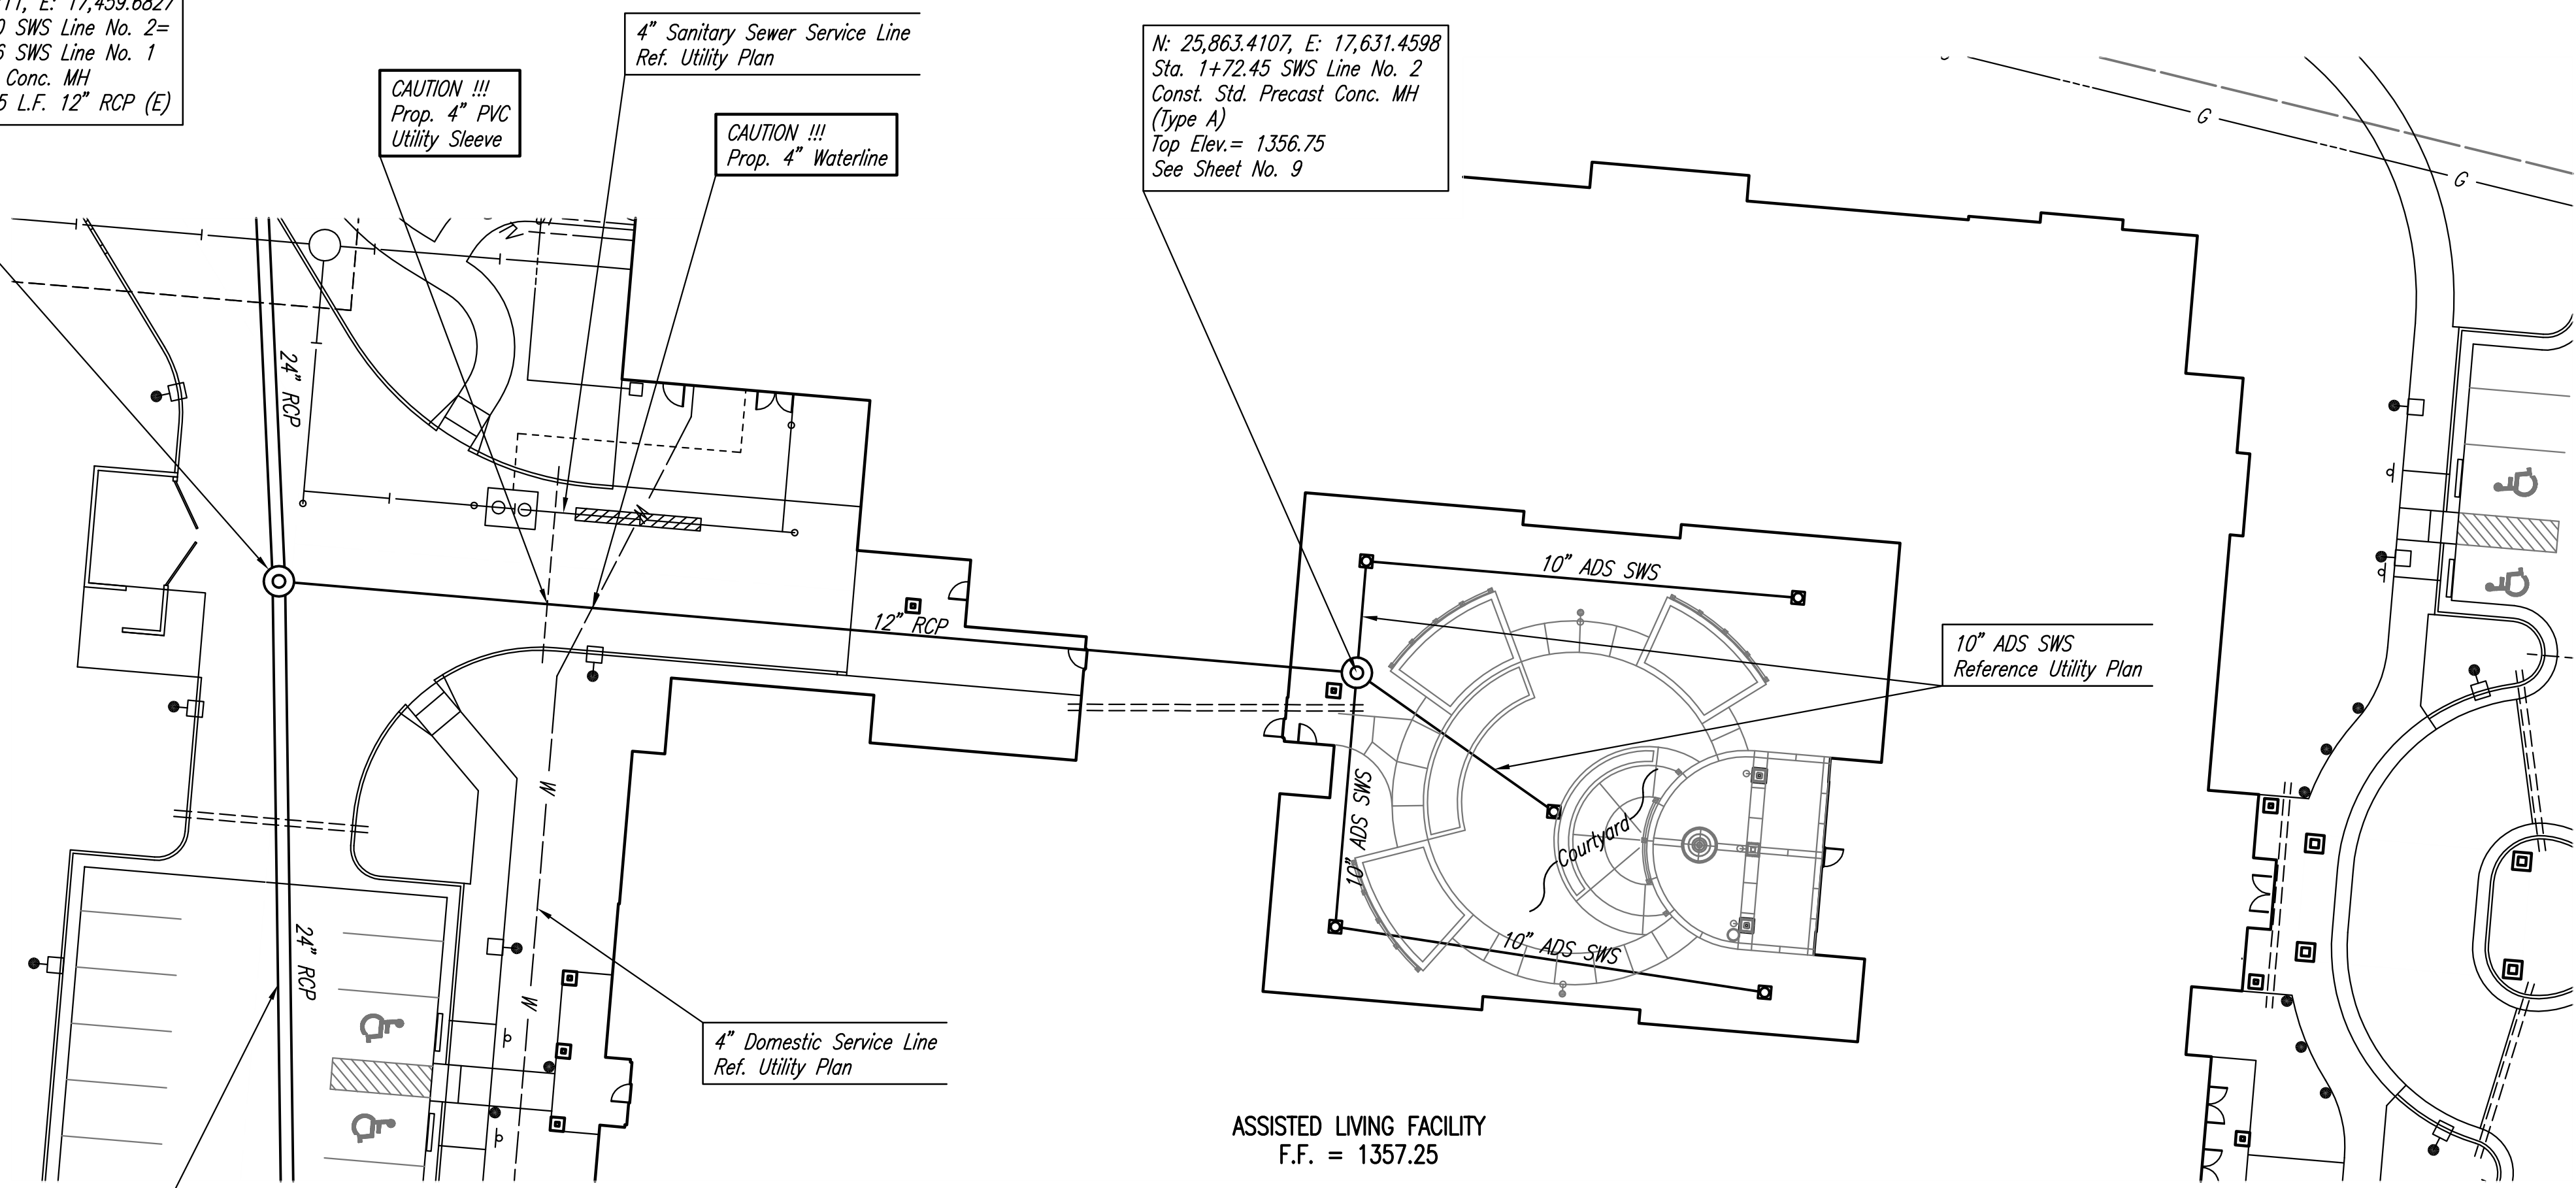 E: 17,459.6827
SWS Line No. 2=
SWS Line No. 1
Conc. MH
L.F. 12" RCP (E)
CAUTION !!!
Prop. 4" PVC
Utility Sleeve
4" Sanitary Sewer Service Line
Ref. Utility Plan
CAUTION !!!
Prop. 4" Waterline
N: 25,863.4107, E: 17,631.4598
Sta. 1+72.45 SWS Line No. 2
Const. Std. Precast Conc. MH
(Type A)
Top Elev.= 1356.75
See Sheet No. 9
G
G
24" RCP
12" RCP
10" ADS SWS
10" ADS SWS
Reference Utility Plan
10" ADS SWS
Courtyard
10" ADS SWS
W
W
24" RCP
4" Domestic Service Line
Ref. Utility Plan
ASSISTED LIVING FACILITY
F.F. = 1357.25